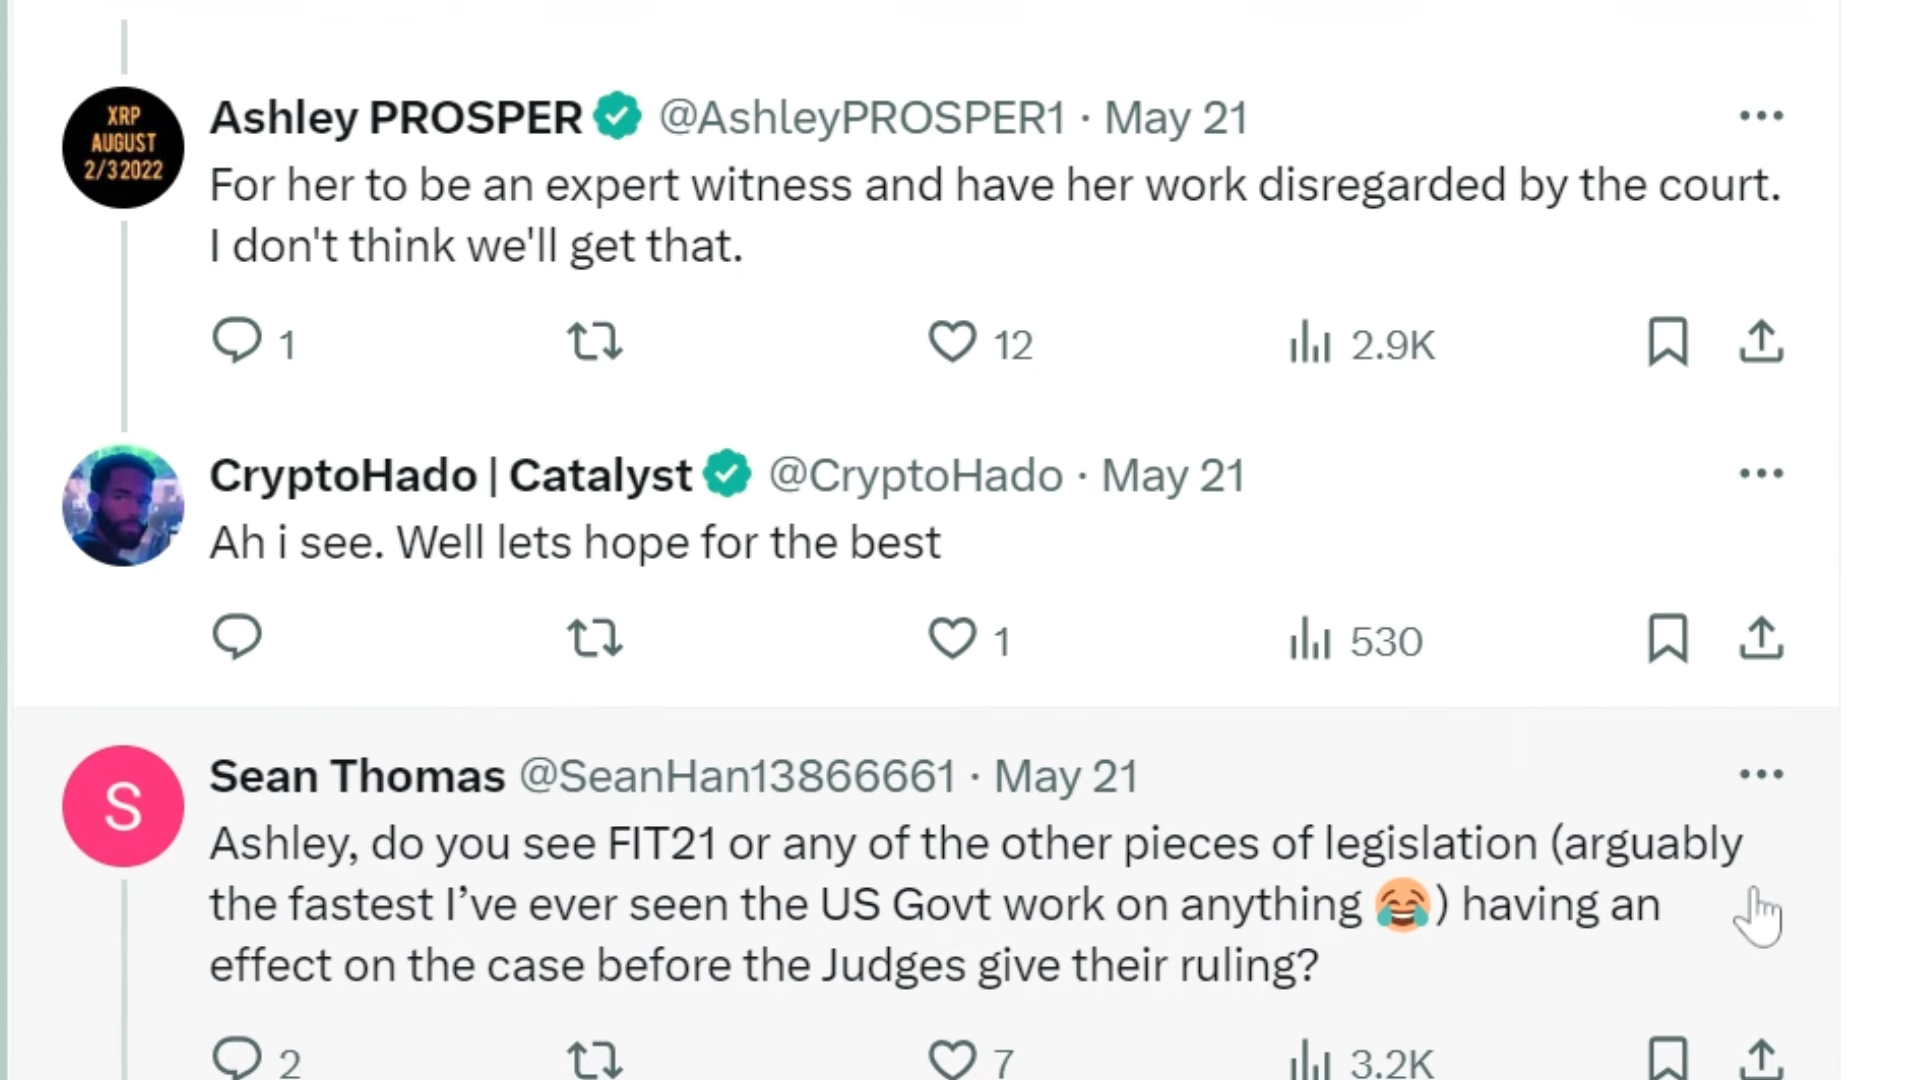 XRP
AUGUST
2/3 2022
Ashley PROSPER @AshleyPROSPER1 · May 21
For her to be an expert witness and have her work disregarded by the court.
I don't think we'll get that.
1 12 2.9K
CryptoHado | Catalyst @CryptoHado · May 21
Ah i see. Well lets hope for the best
1 530
S
Sean Thomas @SeanHan13866661 · May 21
Ashley, do you see FIT21 or any of the other pieces of legislation (arguably
the fastest I’ve ever seen the US Govt work on anything 😂) having an
effect on the case before the Judges give their ruling?
2 7 3.2K